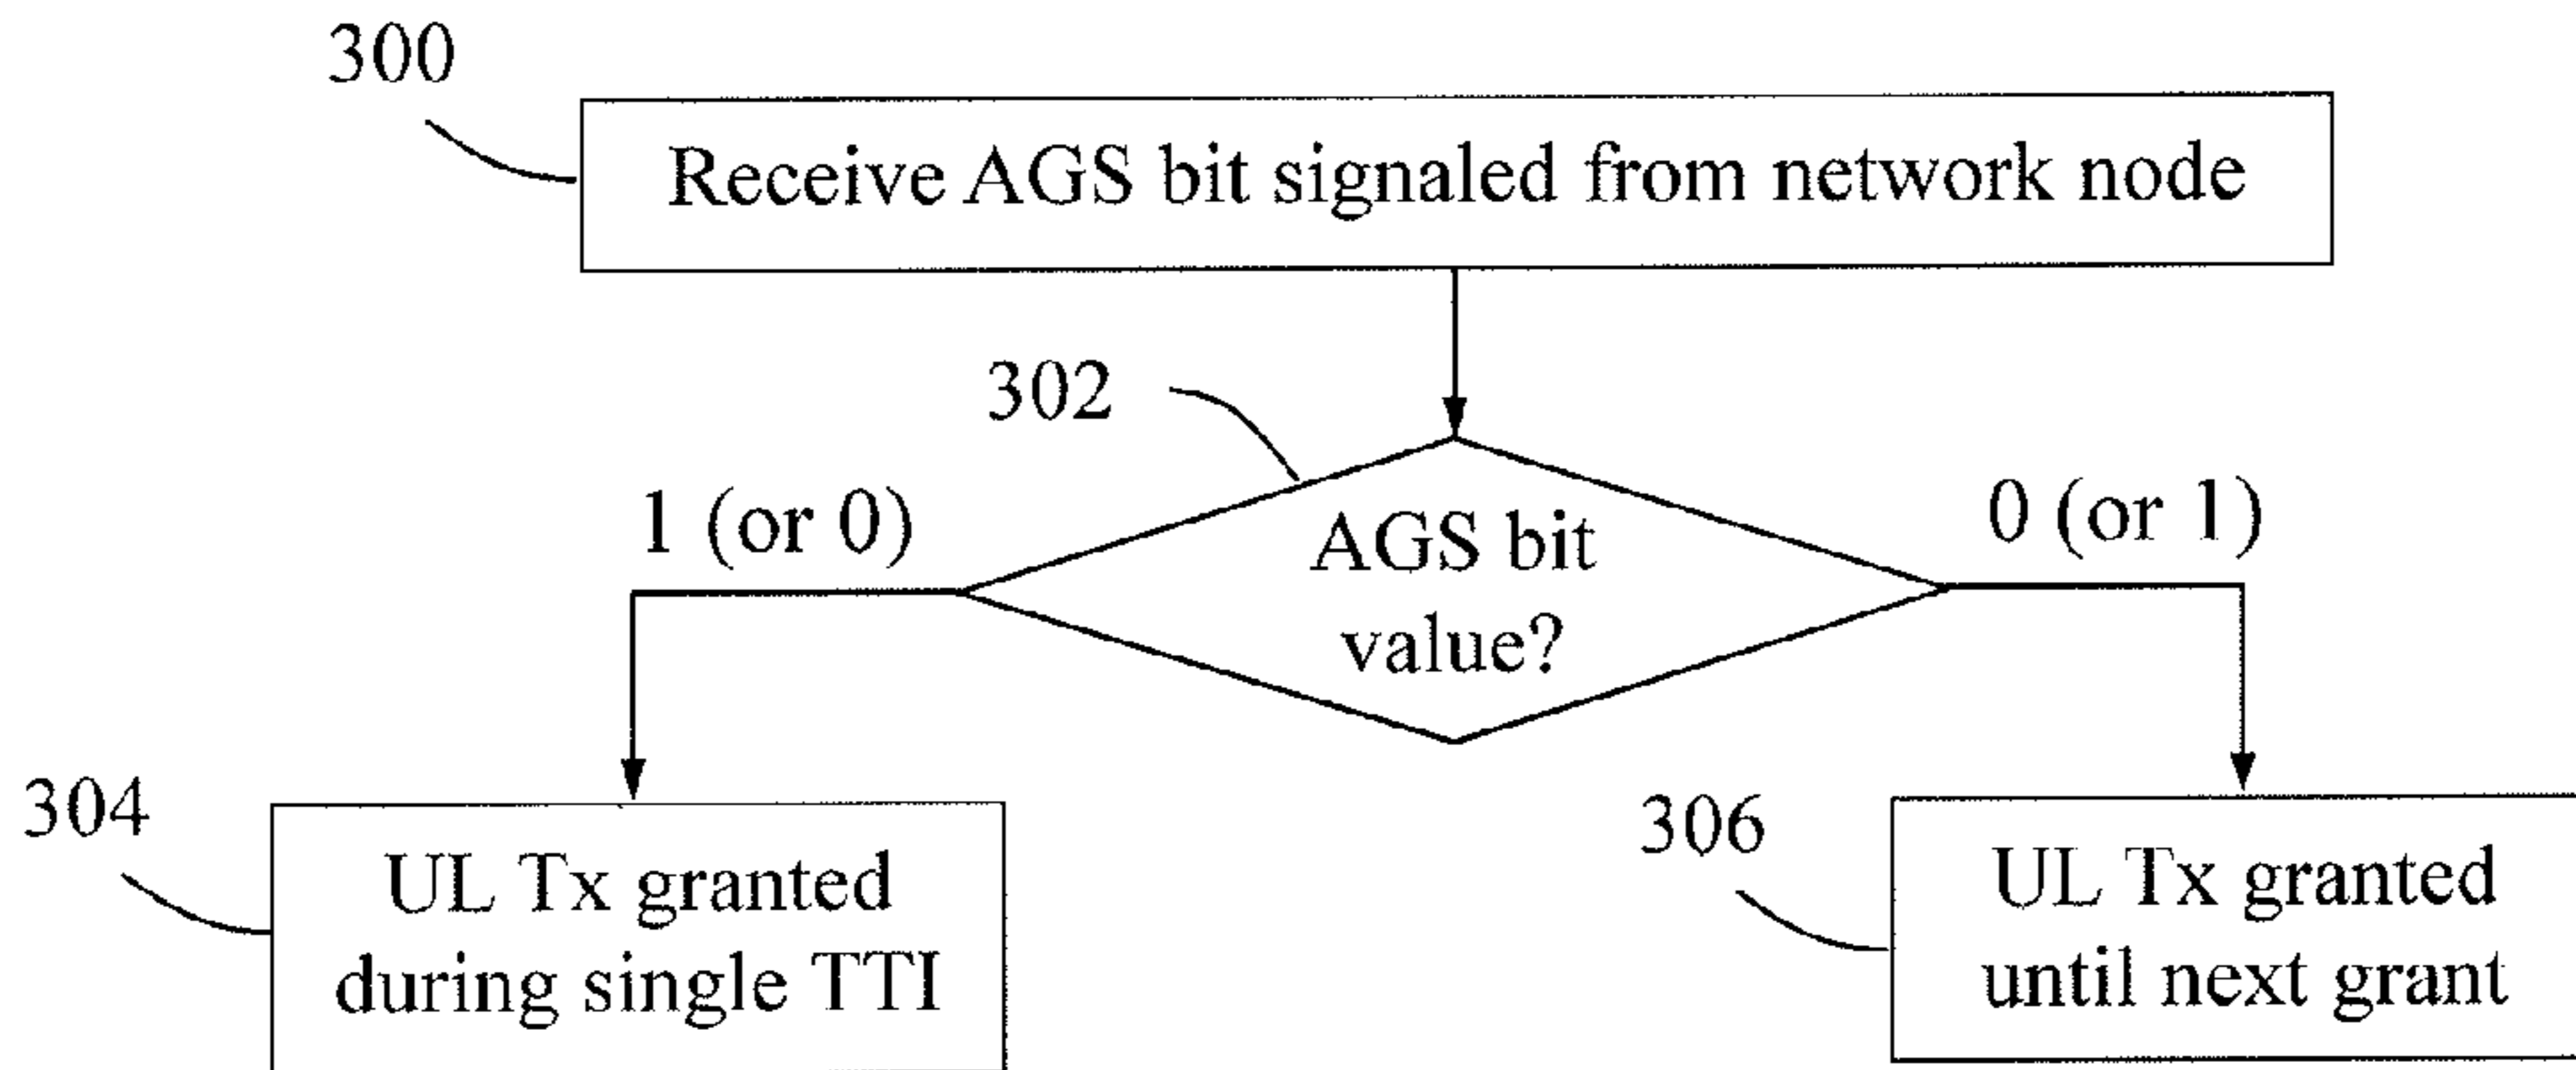 300
Receive AGS bit signaled from network node
302
1 (or 0)
0 (or 1)
AGS bit
value?
304
UL Tx granted
during single TTI
306
UL Tx granted
until next grant